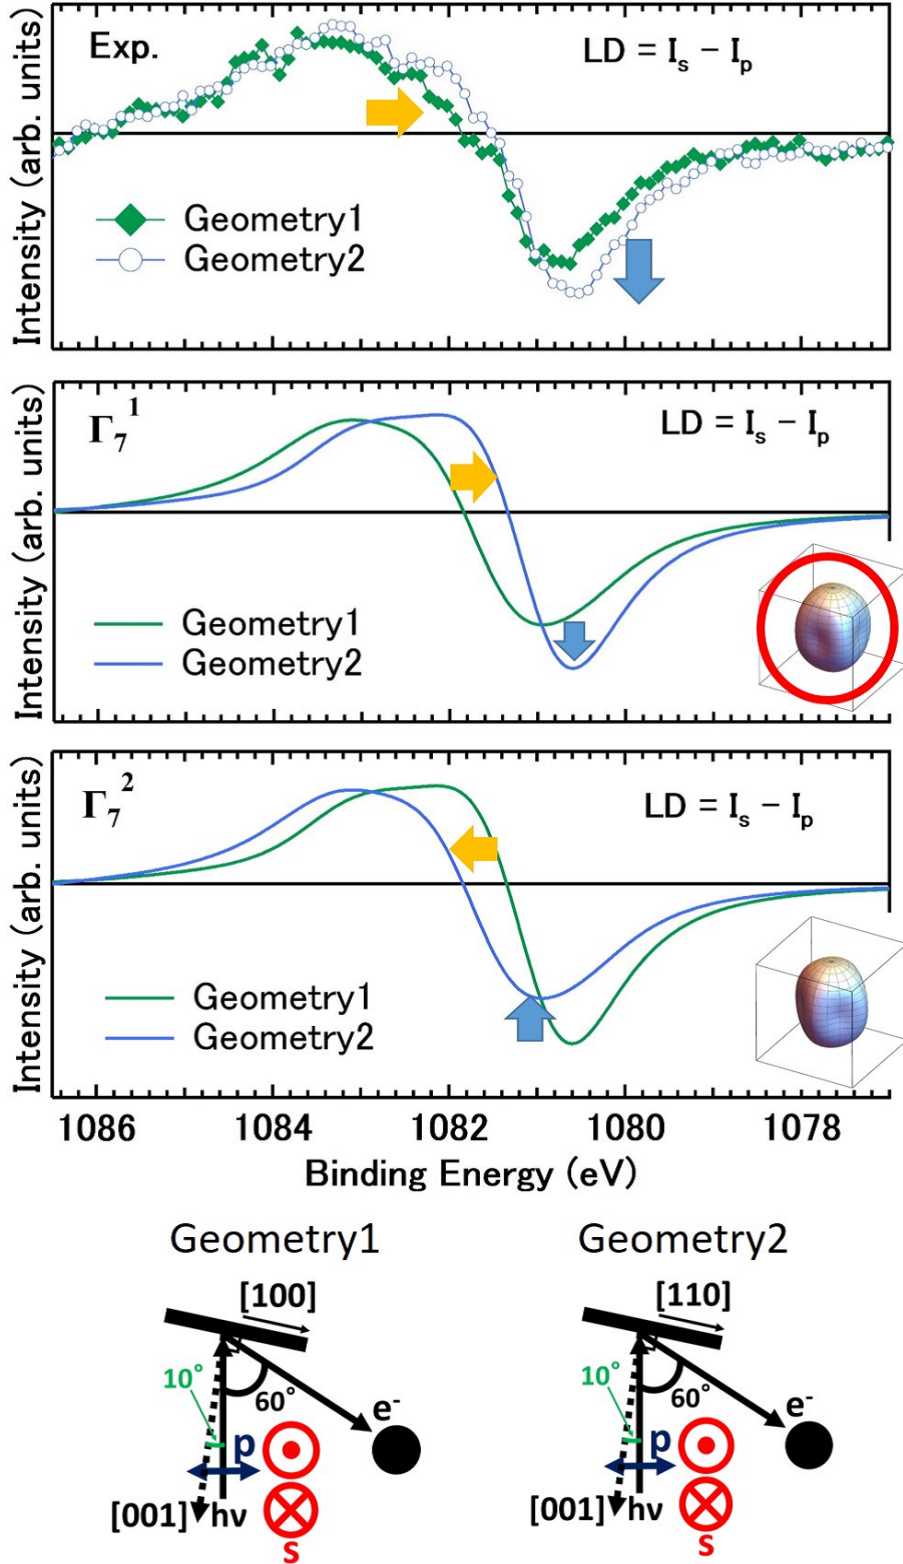 Exp.
LD = Iₛ − Iₚ
Intensity (arb. units)
Geometry1
Geometry2
Γ₇¹
LD = Iₛ − Iₚ
Intensity (arb. units)
Geometry1
Geometry2
Γ₇²
LD = Iₛ − Iₚ
Intensity (arb. units)
Geometry1
Geometry2
1086 1084 1082 1080 1078
Binding Energy (eV)
Geometry1
[100]
10°
60°
e⁻
p
[001] hν
s
Geometry2
[110]
10°
60°
e⁻
p
[001] hν
s